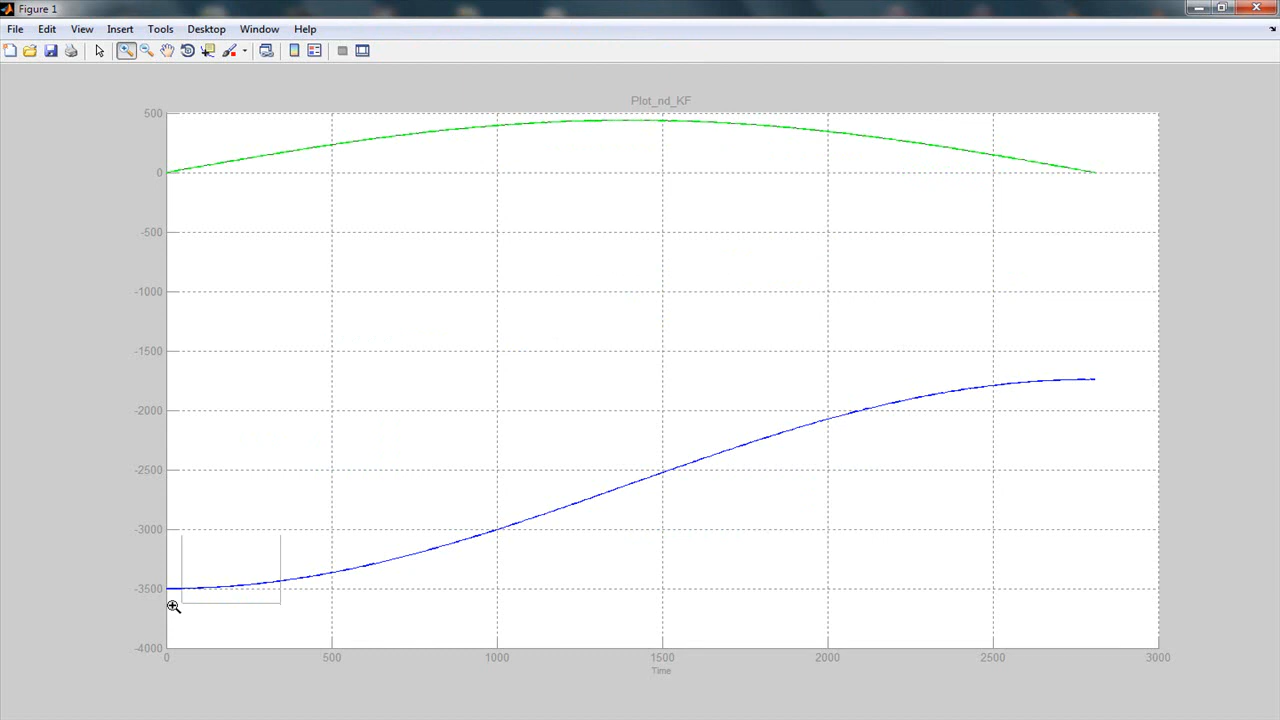 Figure 1
File Edit View Insert Tools Desktop Window Help
Plot_nd_KF
500
0
-500
-1000
-1500
-2000
-2500
-3000
-3500
-4000
0 500 1000 1500 2000 2500 3000
Time